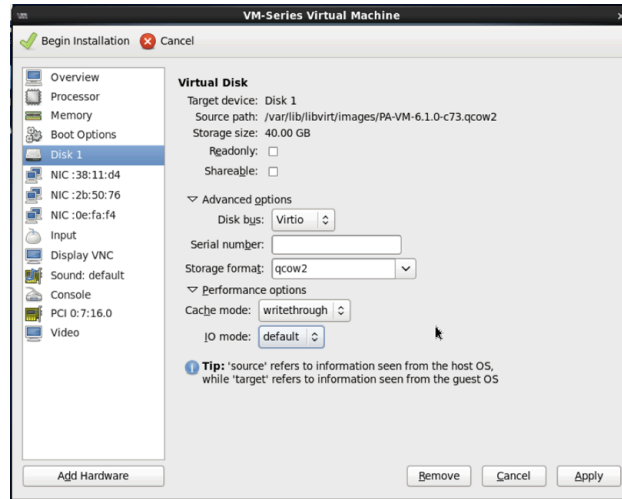 VM-Series Virtual Machine
Begin Installation
Cancel
Overview
Processor
Memory
Boot Options
Disk 1
NIC :38:11:d4
NIC :2b:50:76
NIC :0e:fa:f4
Input
Display VNC
Sound: default
Console
PCI 0:7:16.0
Video
Add Hardware
Virtual Disk
Target device: Disk 1
Source path: /var/lib/libvirt/images/PA-VM-6.1.0-c73.qcow2
Storage size: 40.00 GB
Readonly:
Shareable:
Advanced options
Disk bus: Virtio
Serial number:
Storage format: qcow2
Performance options
Cache mode: writethrough
IO mode: default
Tip: 'source' refers to information seen from the host OS,
while 'target' refers to information seen from the guest OS
Remove
Cancel
Apply